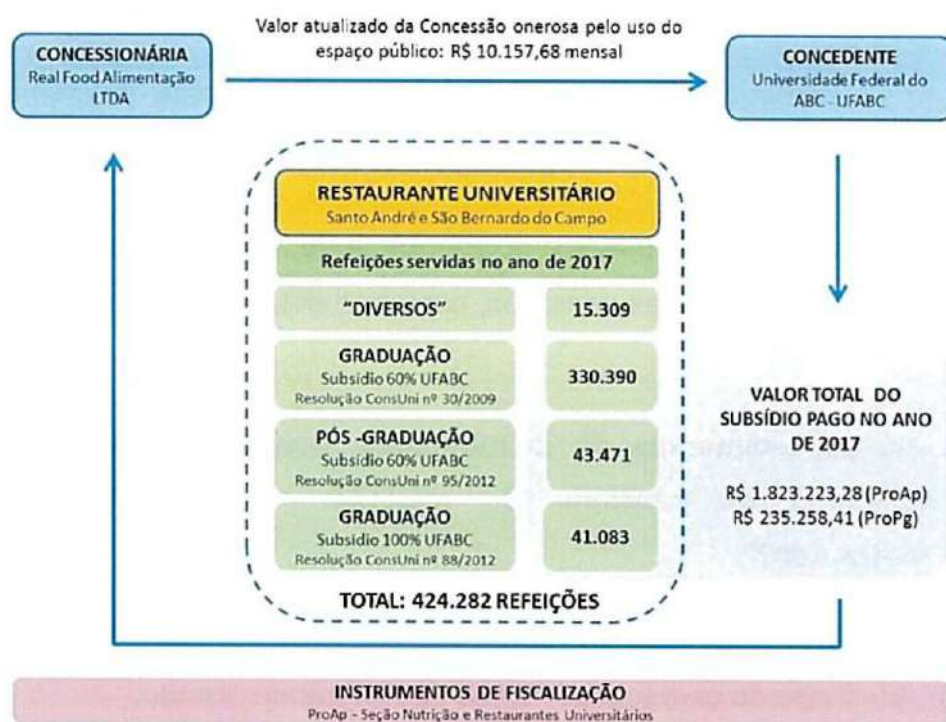 Valor atualizado da Concessão onerosa pelo uso do
espaço público: R$ 10.157,68 mensal
CONCESSIONÁRIA
Real Food Alimentação
LTDA
CONCEDENTE
Universidade Federal do
ABC - UFABC
RESTAURANTE UNIVERSITÁRIO
Santo André e São Bernardo do Campo
Refeições servidas no ano de 2017
"DIVERSOS"
15.309
GRADUAÇÃO
Subsídio 60% UFABC
Resolução ConsUni nº 30/2009
330.390
PÓS -GRADUAÇÃO
Subsídio 60% UFABC
Resolução ConsUni nº 95/2012
43.471
GRADUAÇÃO
Subsídio 100% UFABC
Resolução ConsUni nº 88/2012
41.083
TOTAL: 424.282 REFEIÇÕES
VALOR TOTAL DO
SUBSÍDIO PAGO NO ANO
DE 2017
R$ 1.823.223,28 (ProAp)
R$ 235.258,41 (ProPg)
INSTRUMENTOS DE FISCALIZAÇÃO
ProAp - Seção Nutrição e Restaurantes Universitários